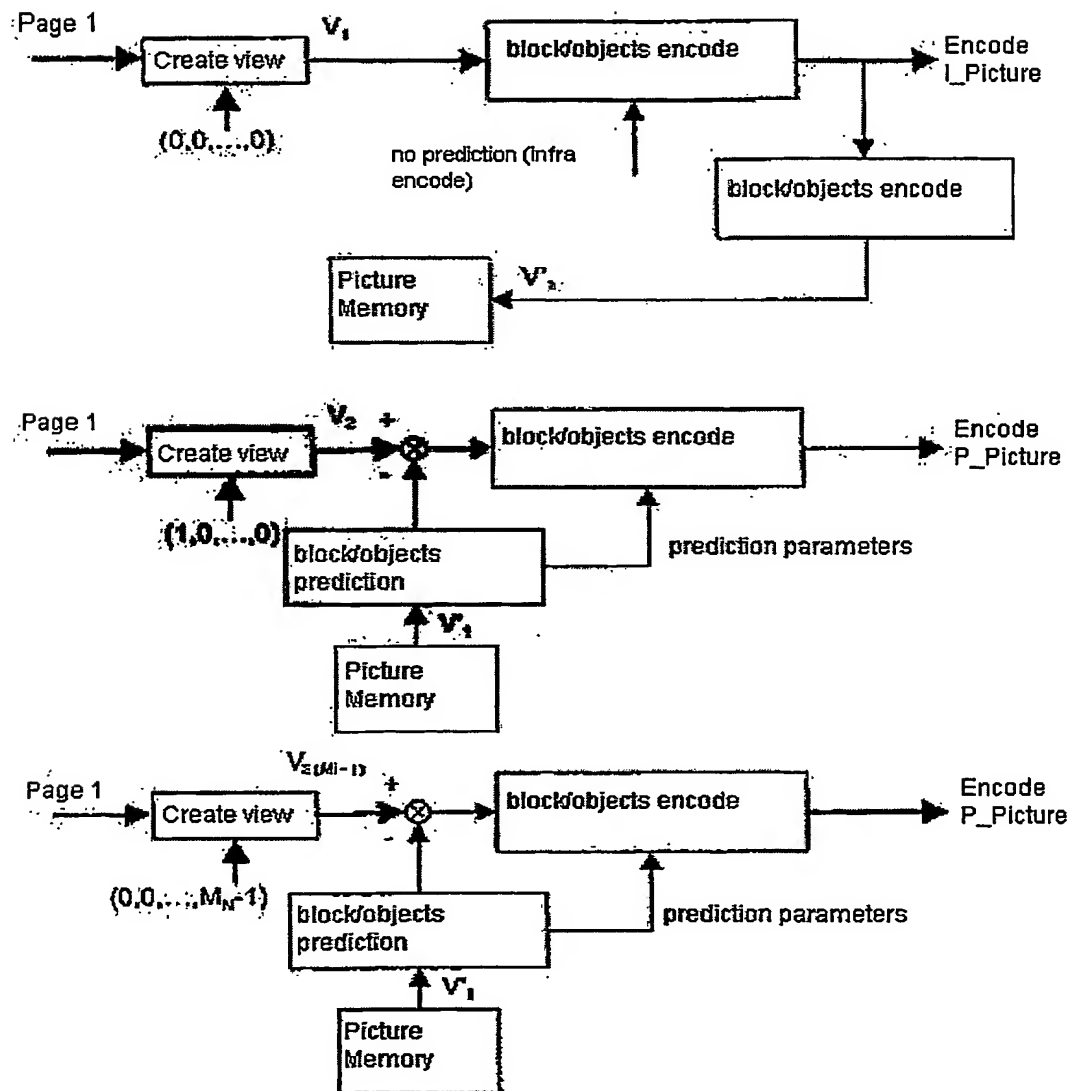 Page 1
V₁
Create view
block/objects encode
Encode
I_Picture
(0,0,...,0)
no prediction (infra
encode)
block/objects encode
Picture
Memory
Page 1
V₂
+
Create view
-
block/objects encode
Encode
P_Picture
(1,0,...,0)
block/objects
prediction
prediction parameters
V'₁
Picture
Memory
Page 1
+
Create view
-
block/objects encode
Encode
P_Picture
(0,0,...,M_N-1)
block/objects
prediction
prediction parameters
V'₁
Picture
Memory